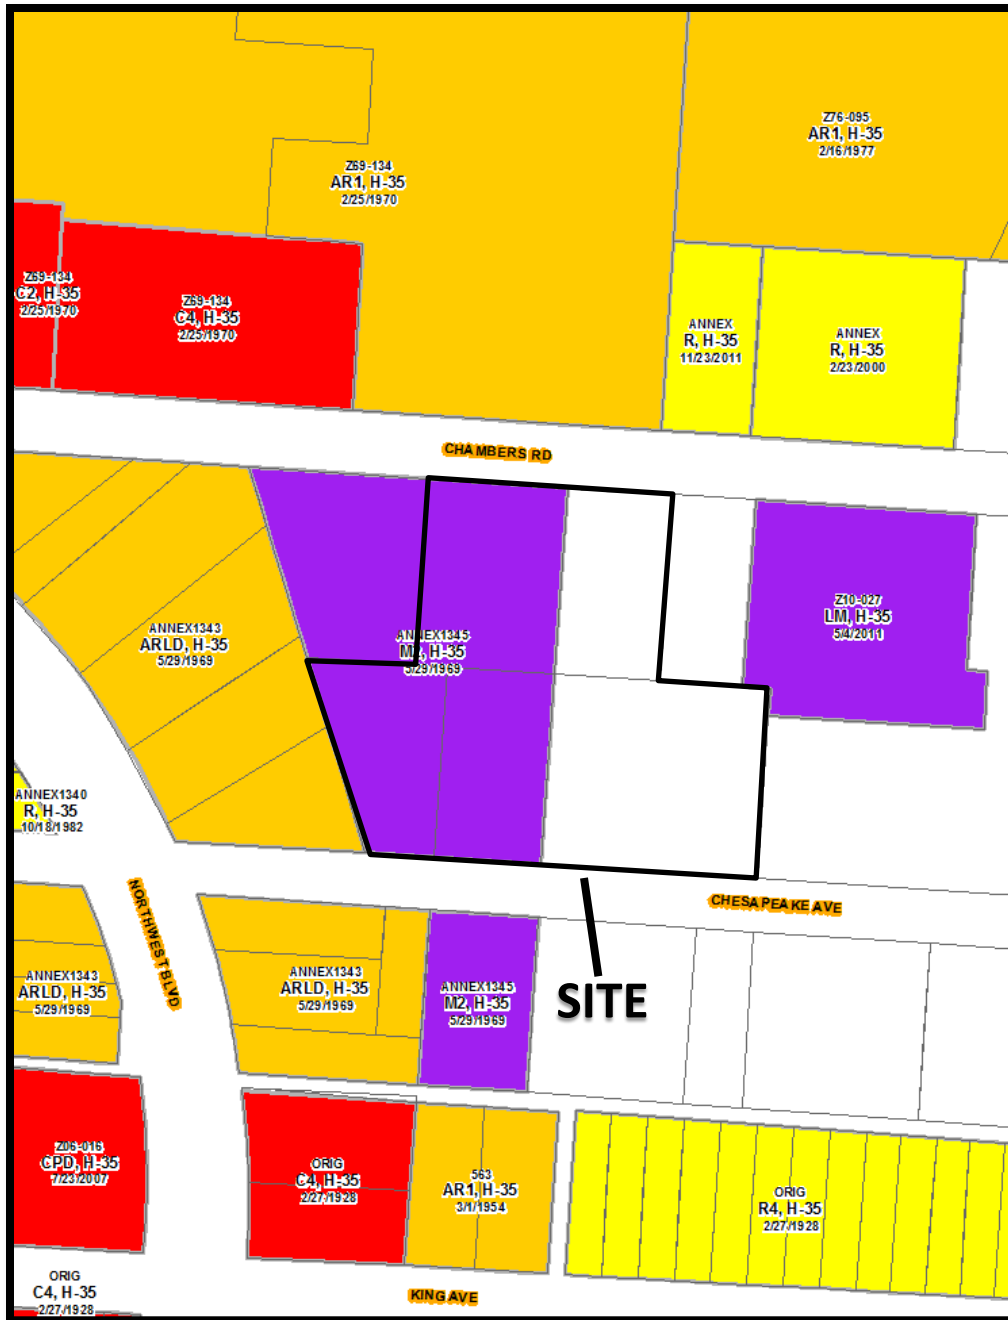 Z76-095
AR1, H-35
2/16/1977
Z69-134
AR1, H-35
2/25/1970
Z69-134
C2, H-35
2/25/1970
Z69-134
C4, H-35
2/25/1970
ANNEX
R, H-35
11/23/2011
ANNEX
R, H-35
2/23/2000
CHAMBERS RD
ANNEX1343
ARLD, H-35
5/29/1969
ANNEX1345
M2, H-35
5/29/1969
Z10-027
LM, H-35
5/4/2011
ANNEX1340
R, H-35
10/18/1982
NORTHWEST BLVD
CHESAPEAKE AVE
ANNEX1343
ARLD, H-35
5/29/1969
ANNEX1343
ARLD, H-35
5/29/1969
ANNEX1345
M2, H-35
5/29/1969
SITE
Z06-016
CPD, H-35
7/23/2007
ORIG
C4, H-35
2/27/1928
563
AR1, H-35
3/1/1954
ORIG
R4, H-35
2/27/1928
ORIG
C4, H-35
2/27/1928
KING AVE